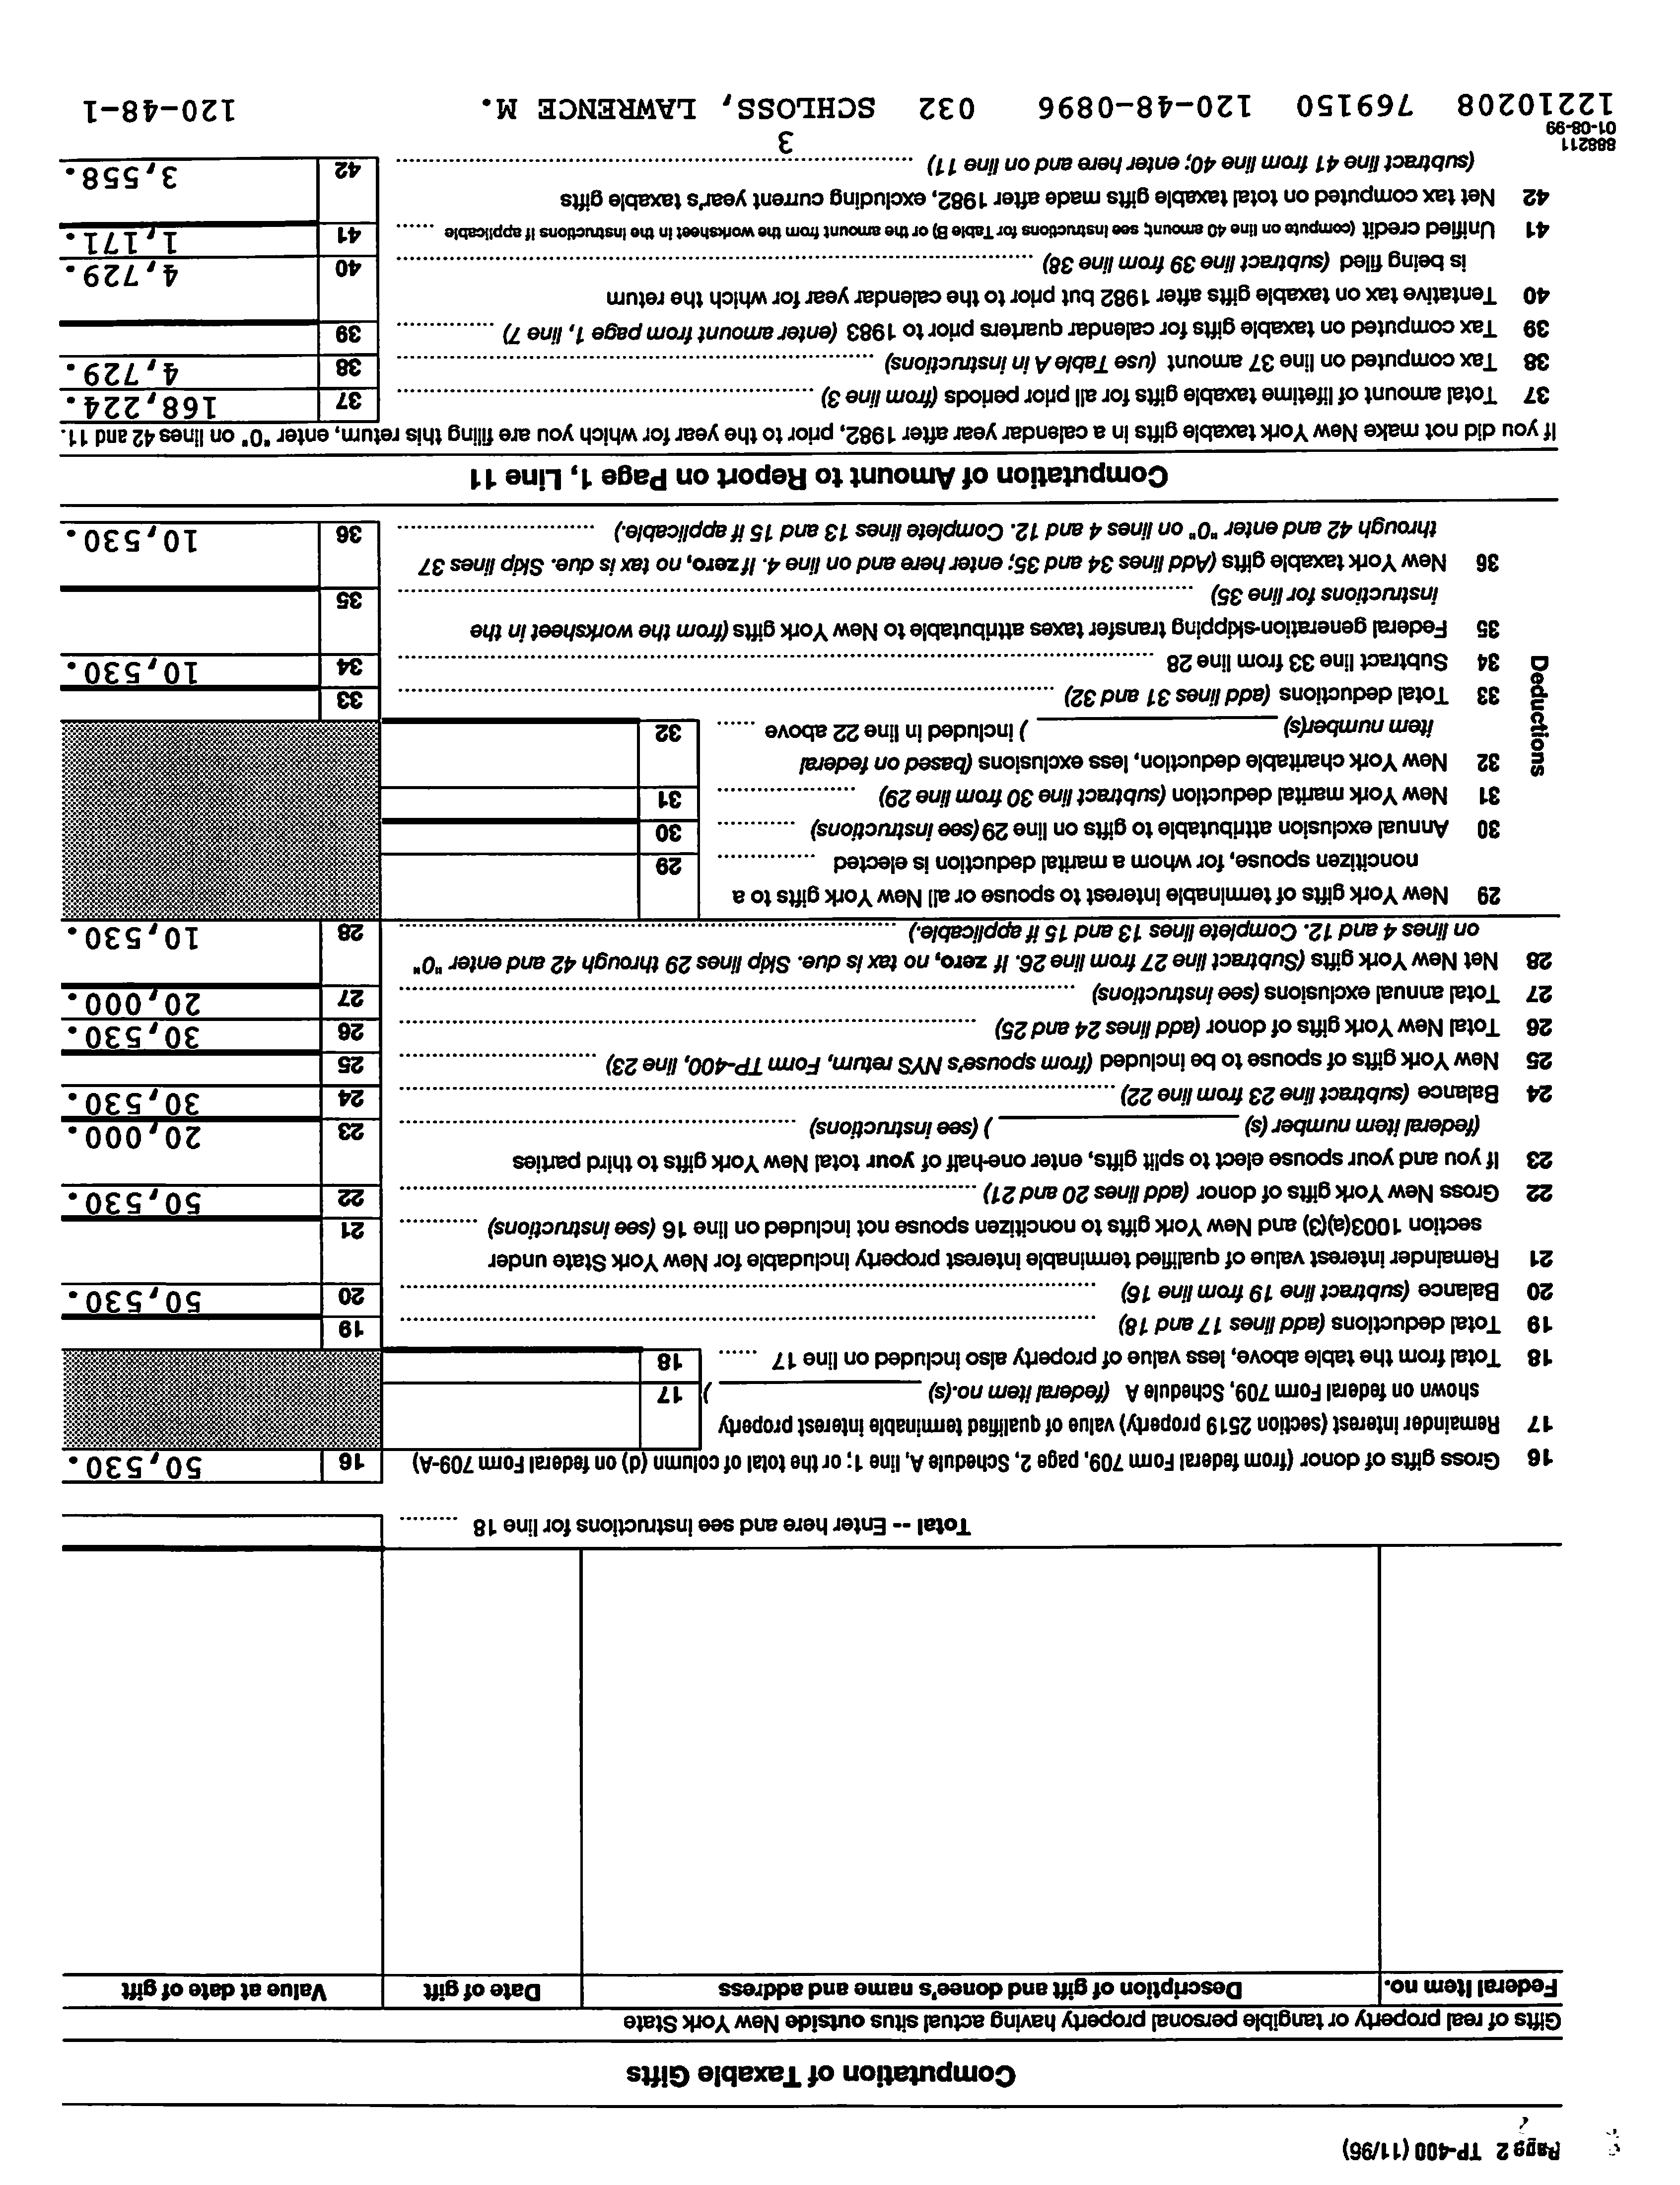 Page 2 TP-400 (11/96)
Computation of Taxable Gifts
Gifts of real property or tangible personal property having actual situs outside New York State
Federal item no. Description of gift and donee's name and address Date of gift Value at date of gift
Total -- Enter here and see instructions for line 18
16 Gross gifts of donor (from federal Form 709, page 2, Schedule A, line 1; or the total of column (d) on federal Form 709-A) 16 50,530.
17 Remainder interest (section 2519 property) value of qualified terminable interest property
shown on federal Form 709, Schedule A (federal item no.(s) ) 17
18 Total from the table above, less value of property also included on line 17 18
19 Total deductions (add lines 17 and 18) 19
20 Balance (subtract line 19 from line 16) 20 50,530.
21 Remainder interest value of qualified terminable interest property includable for New York State under
section 1003(a)(3) and New York gifts to noncitizen spouse not included on line 16 (see instructions) 21
22 Gross New York gifts of donor (add lines 20 and 21) 22 50,530.
23 If you and your spouse elect to split gifts, enter one-half of your total New York gifts to third parties
(federal item number (s) ) (see instructions) 23 20,000.
24 Balance (subtract line 23 from line 22) 24 30,530.
25 New York gifts of spouse to be included (from spouse's NYS return, Form TP-400, line 23) 25
26 Total New York gifts of donor (add lines 24 and 25) 26 30,530.
27 Total annual exclusions (see instructions) 27 20,000.
28 Net New York gifts (Subtract line 27 from line 26. If zero, no tax is due. Skip lines 29 through 42 and enter "0"
on lines 4 and 12. Complete lines 13 and 15 if applicable.) 28 10,530.
Deductions
29 New York gifts of terminable interest to spouse or all New York gifts to a
noncitizen spouse, for whom a marital deduction is elected 29
30 Annual exclusion attributable to gifts on line 29 (see instructions) 30
31 New York marital deduction (subtract line 30 from line 29) 31
32 New York charitable deduction, less exclusions (based on federal
item number(s) ) included in line 22 above 32
33 Total deductions (add lines 31 and 32) 33
34 Subtract line 33 from line 28 34 10,530.
35 Federal generation-skipping transfer taxes attributable to New York gifts (from the worksheet in the
instructions for line 35) 35
36 New York taxable gifts (Add lines 34 and 35; enter here and on line 4. If zero, no tax is due. Skip lines 37
through 42 and enter "0" on lines 4 and 12. Complete lines 13 and 15 if applicable.) 36 10,530.
Computation of Amount to Report on Page 1, Line 11
If you did not make New York taxable gifts in a calendar year after 1982, prior to the year for which you are filing this return, enter "0" on lines 42 and 11.
37 Total amount of lifetime taxable gifts for all prior periods (from line 3) 37 168,224.
38 Tax computed on line 37 amount (use Table A in instructions) 38 4,729.
39 Tax computed on taxable gifts for calendar quarters prior to 1983 (enter amount from page 1, line 7) 39
40 Tentative tax on taxable gifts after 1982 but prior to the calendar year for which the return
is being filed (subtract line 39 from line 38) 40 4,729.
41 Unified credit (compute on line 40 amount; see instructions for Table B) or the amount from the worksheet in the instructions if applicable 41 1,171.
42 Net tax computed on total taxable gifts made after 1982, excluding current year's taxable gifts
(subtract line 41 from line 40; enter here and on line 11) 42 3,558.
888211
01-08-99
3
12210208 769150 120-48-0896 032 SCHLOSS, LAWRENCE M. 120-48-1